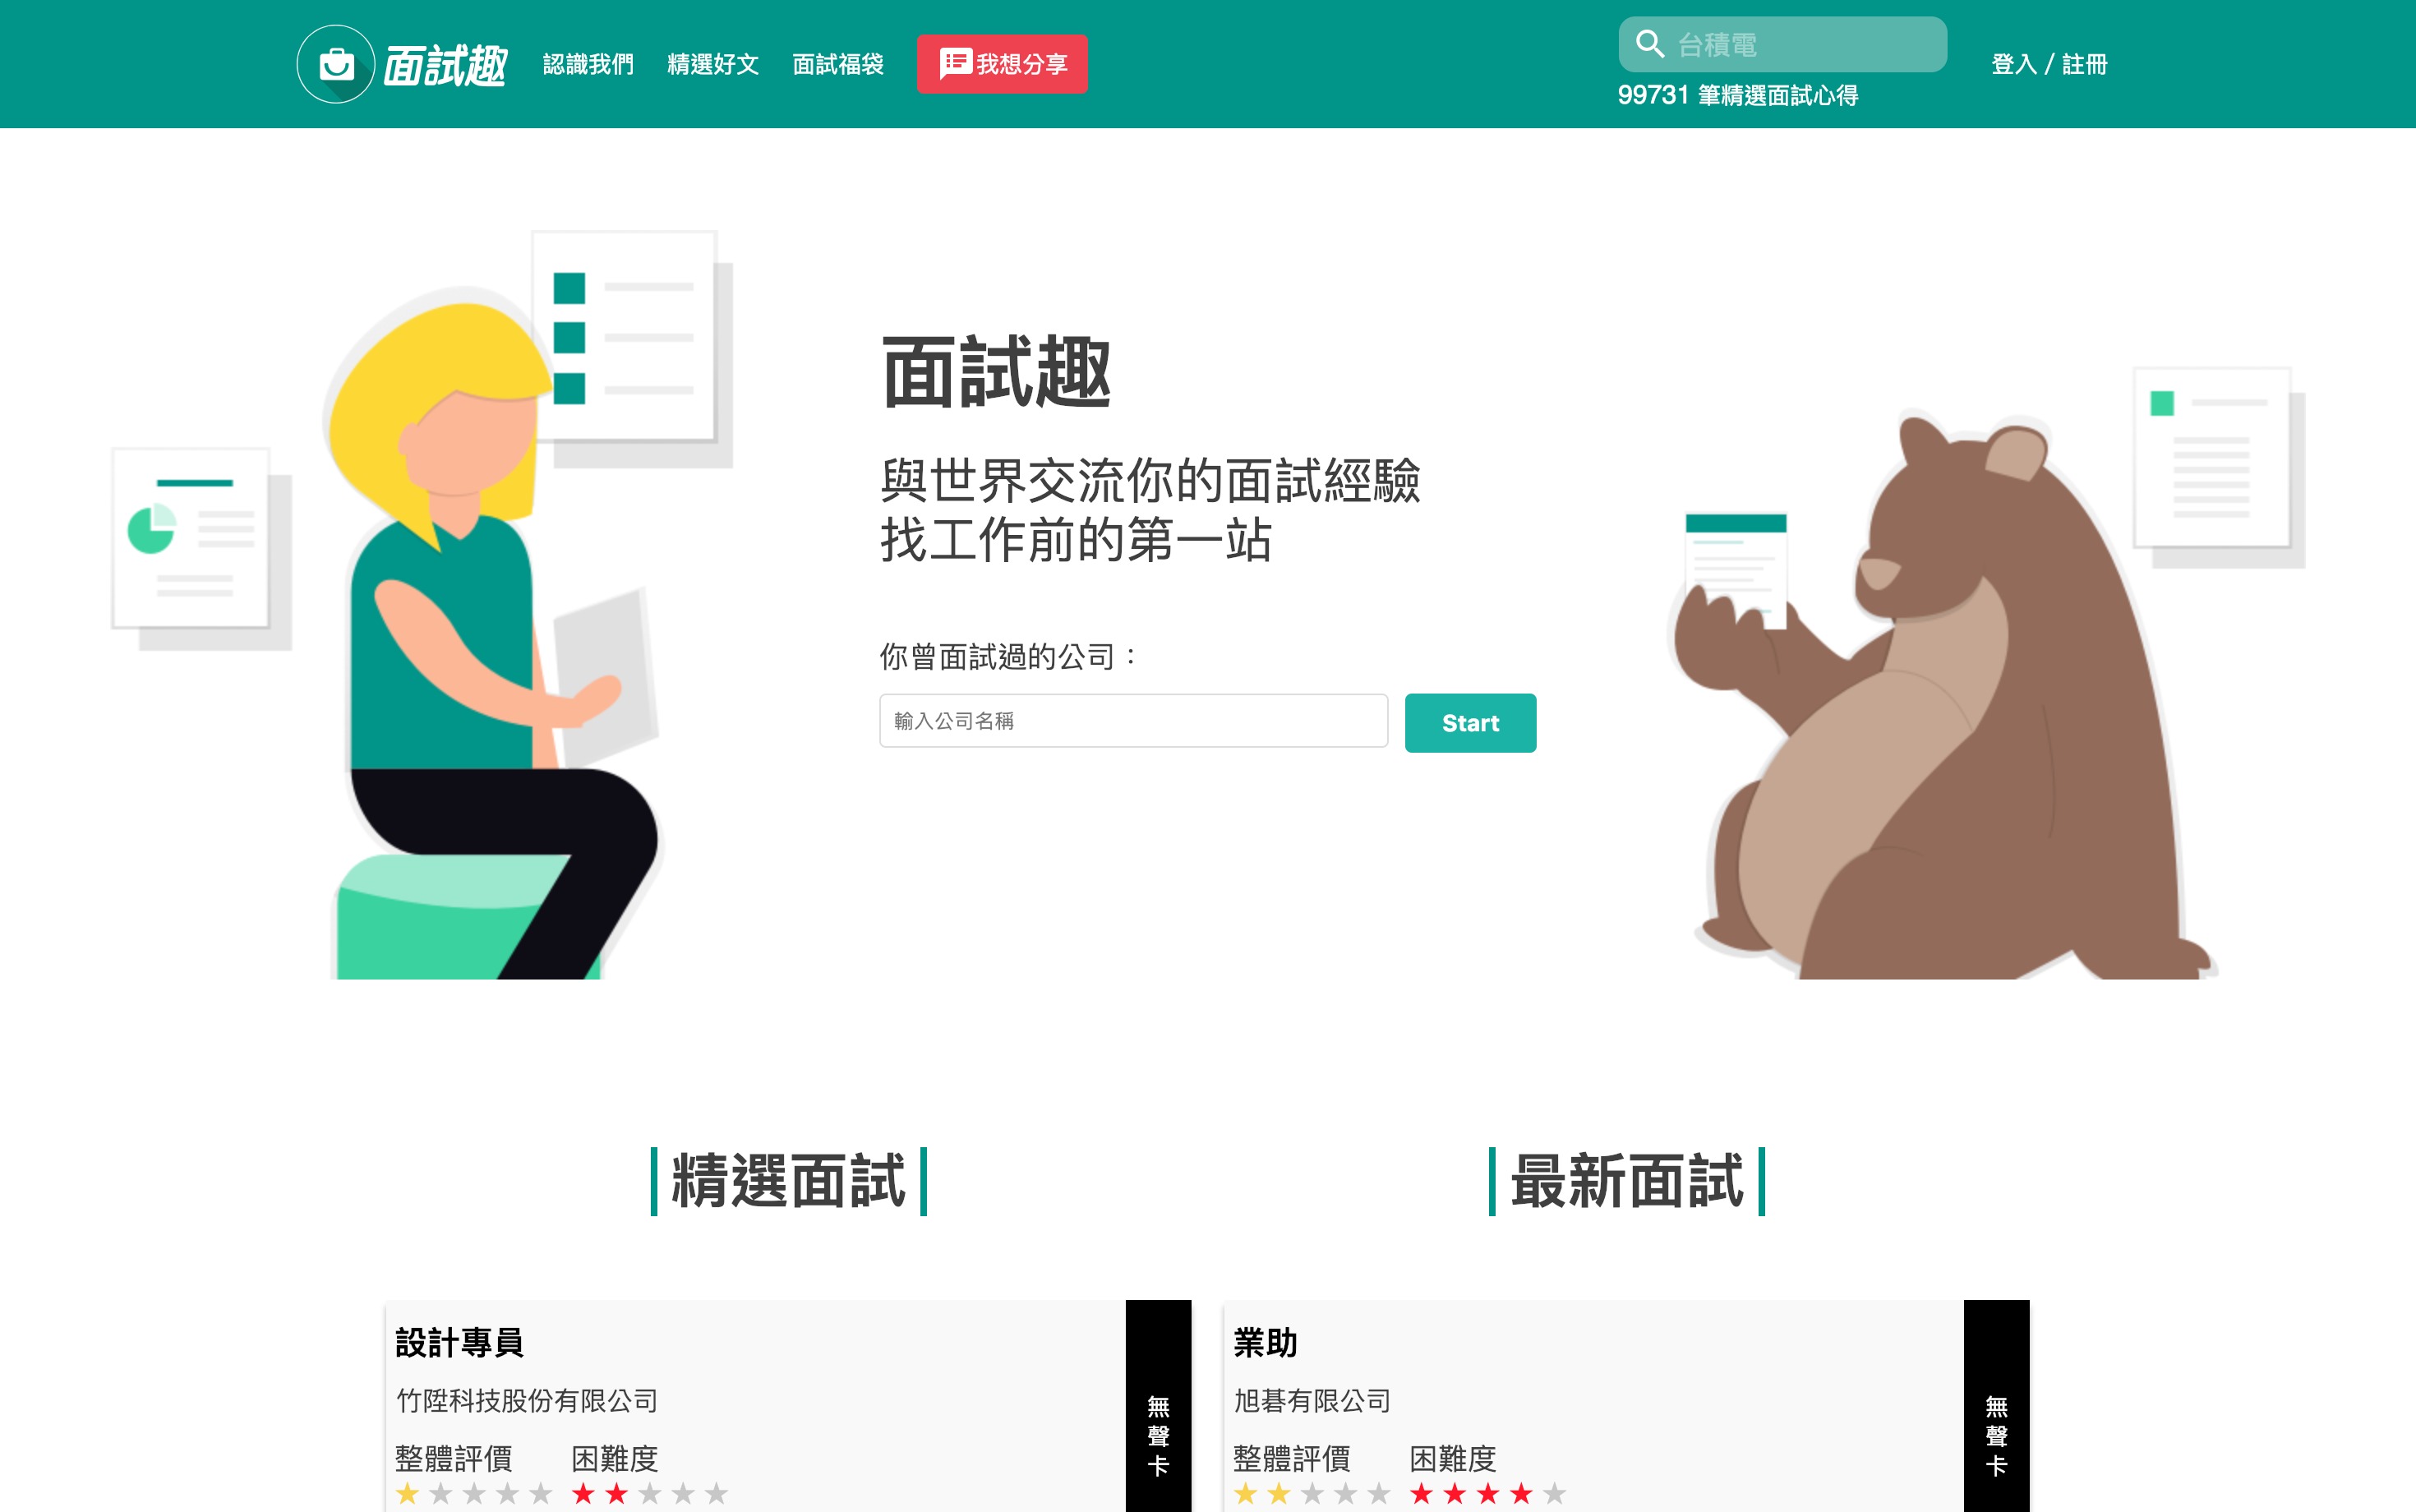 面試趣
認識我們
精選好文
面試福袋
我想分享
台積電
99731 筆精選面試心得
登入 / 註冊
面試趣
與世界交流你的面試經驗
找工作前的第一站
你曾面試過的公司：
輸入公司名稱
Start
精選面試
設計專員
竹陞科技股份有限公司
整體評價 困難度
無聲卡
最新面試
業助
旭碁有限公司
整體評價 困難度
無聲卡